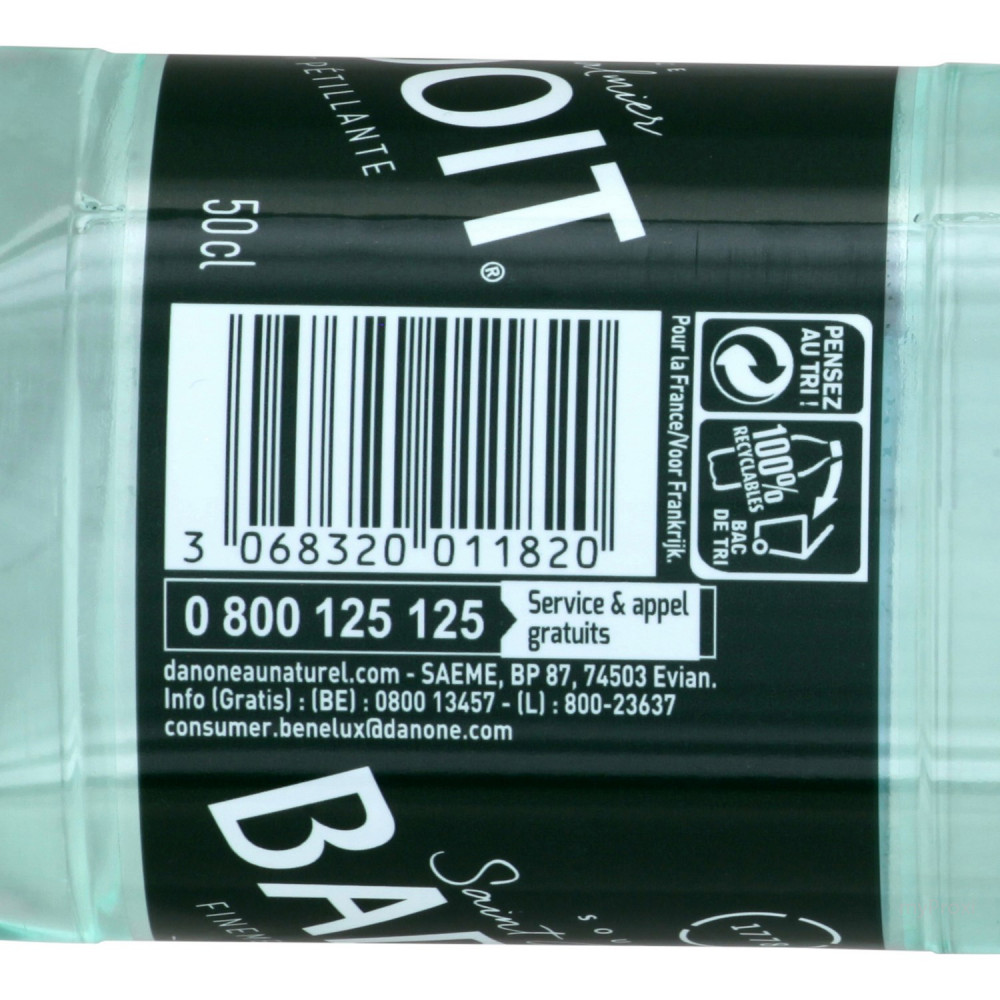 OIT
®
PÉTILLANTE
50cl
3 068320 011820
Pour la France/Voor Frankrijk.
PENSEZ
AU TRI !
100%
RECYCLABLES
BAC
DE TRI
0 800 125 125
Service & appel
gratuits
danoneaunaturel.com - SAEME, BP 87, 74503 Evian.
Info (Gratis) : (BE) : 0800 13457 - (L) : 800-23637
consumer.benelux@danone.com
BA
Saint
1778